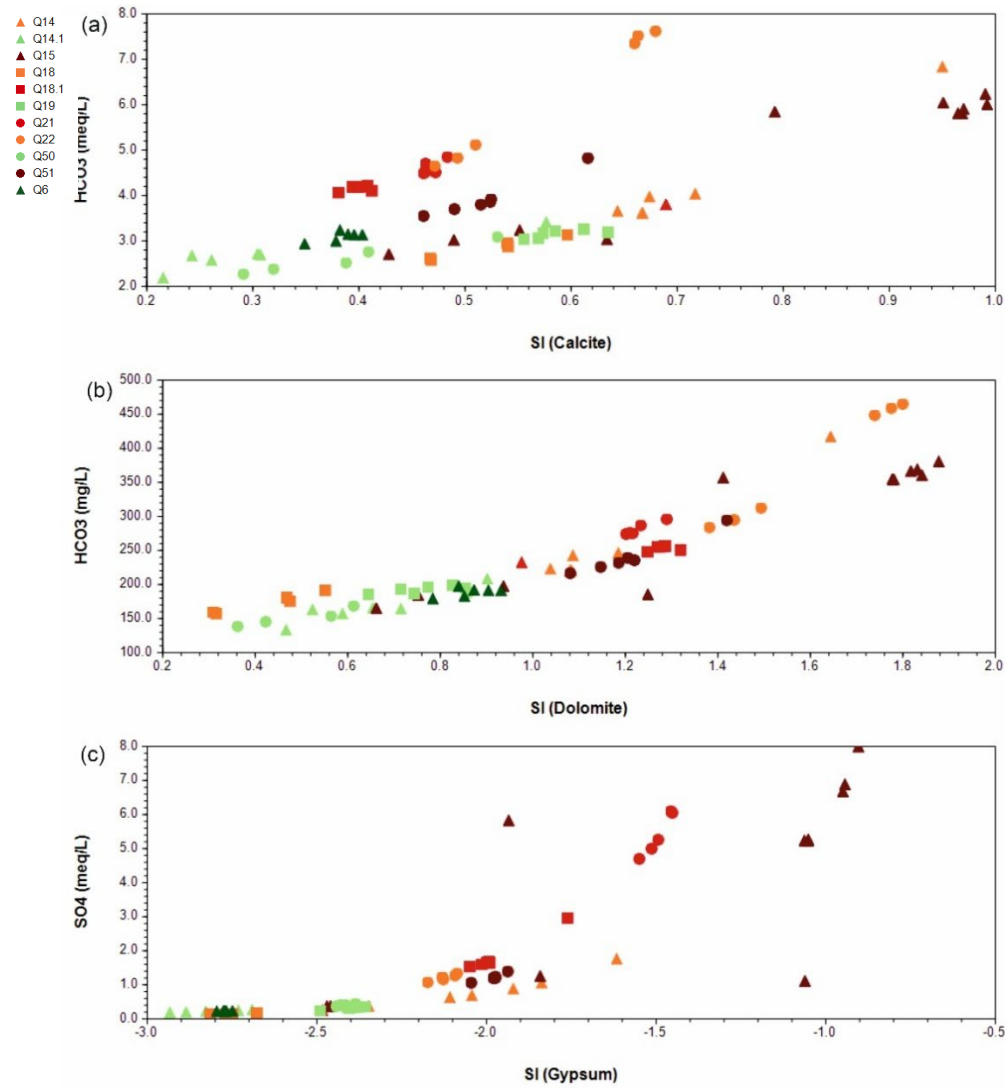 Q14
Q14.1
Q15
Q18
Q18.1
Q19
Q21
Q22
Q50
Q51
Q6
(a)
8.0
7.0
6.0
5.0
4.0
3.0
2.0
HCO3 (meq/L)
0.2 0.3 0.4 0.5 0.6 0.7 0.8 0.9 1.0
SI (Calcite)
(b)
500.0
450.0
400.0
350.0
300.0
250.0
200.0
150.0
100.0
HCO3 (mg/L)
0.2 0.4 0.6 0.8 1.0 1.2 1.4 1.6 1.8 2.0
SI (Dolomite)
(c)
8.0
7.0
6.0
5.0
4.0
3.0
2.0
1.0
0.0
SO4 (meq/L)
-3.0 -2.5 -2.0 -1.5 -1.0 -0.5
SI (Gypsum)